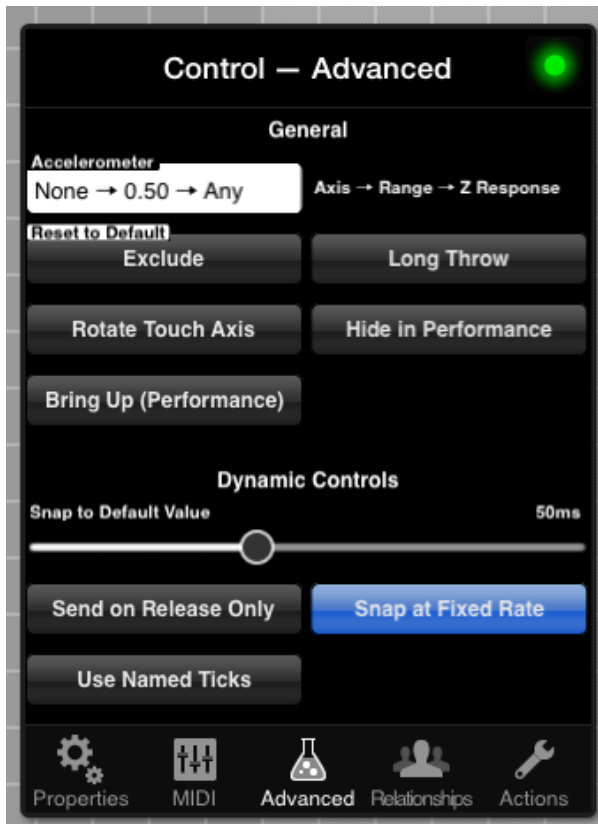 Control — Advanced
General
Accelerometer
None → 0.50 → Any
Axis → Range → Z Response
Reset to Default
Exclude
Long Throw
Rotate Touch Axis
Hide in Performance
Bring Up (Performance)
Dynamic Controls
Snap to Default Value
50ms
Send on Release Only
Snap at Fixed Rate
Use Named Ticks
Properties
MIDI
Advanced
Relationships
Actions